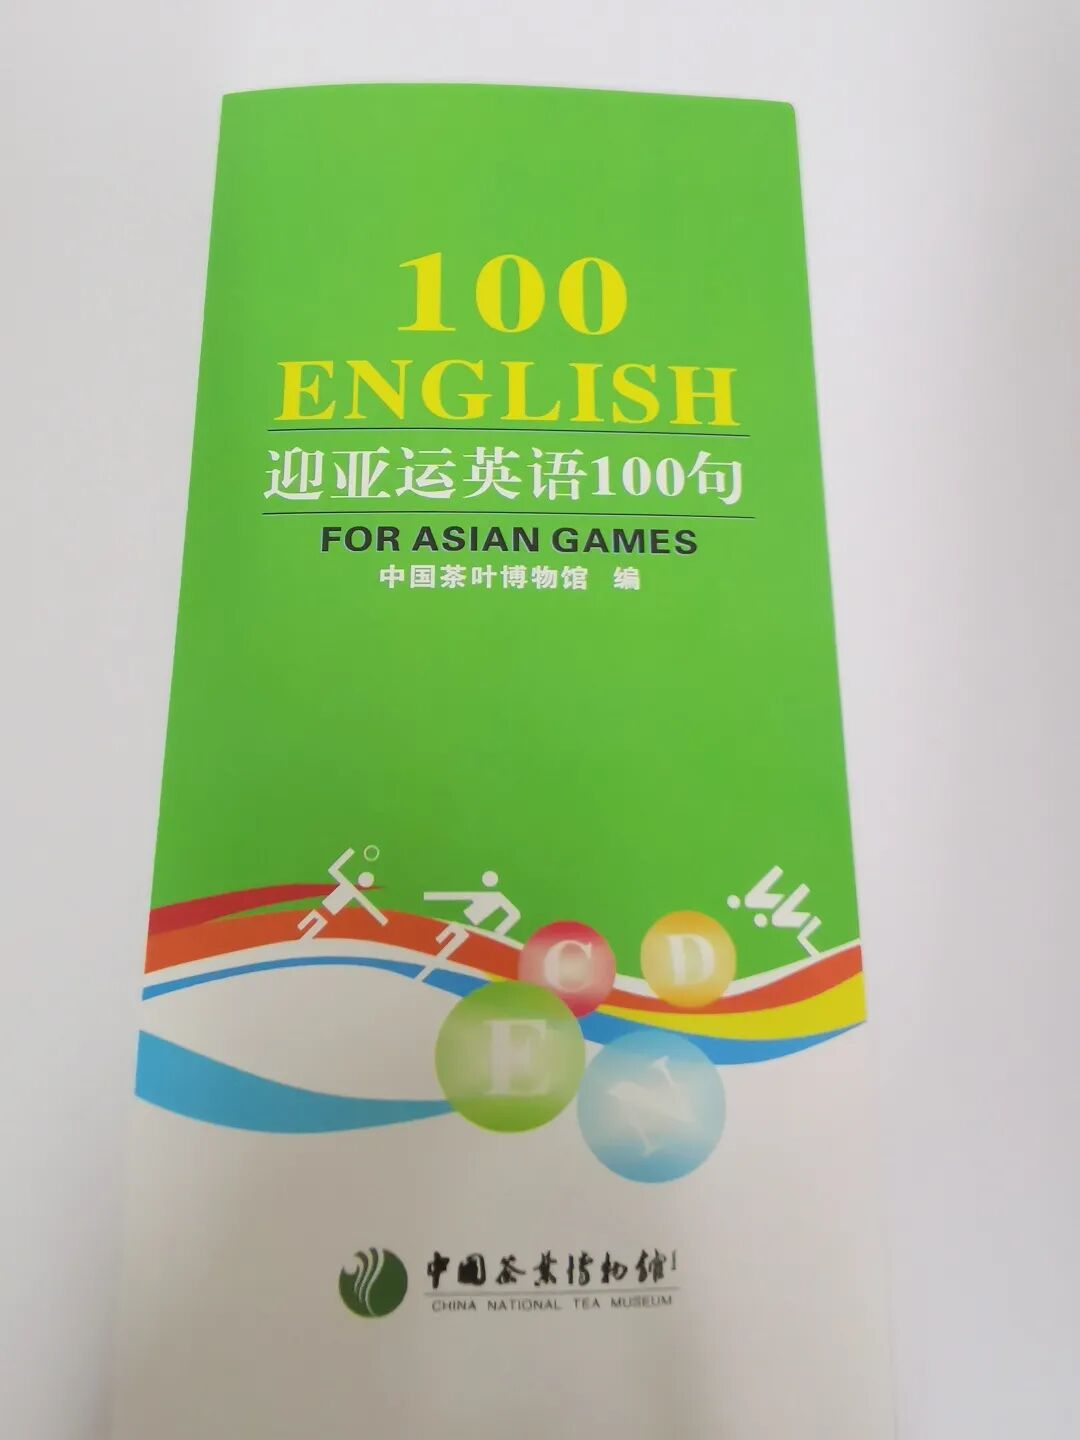 100
ENGLISH
迎亚运英语100句
FOR ASIAN GAMES
中国茶叶博物馆 编
C
D
E
N
中国茶叶博物馆
CHINA NATIONAL TEA MUSEUM